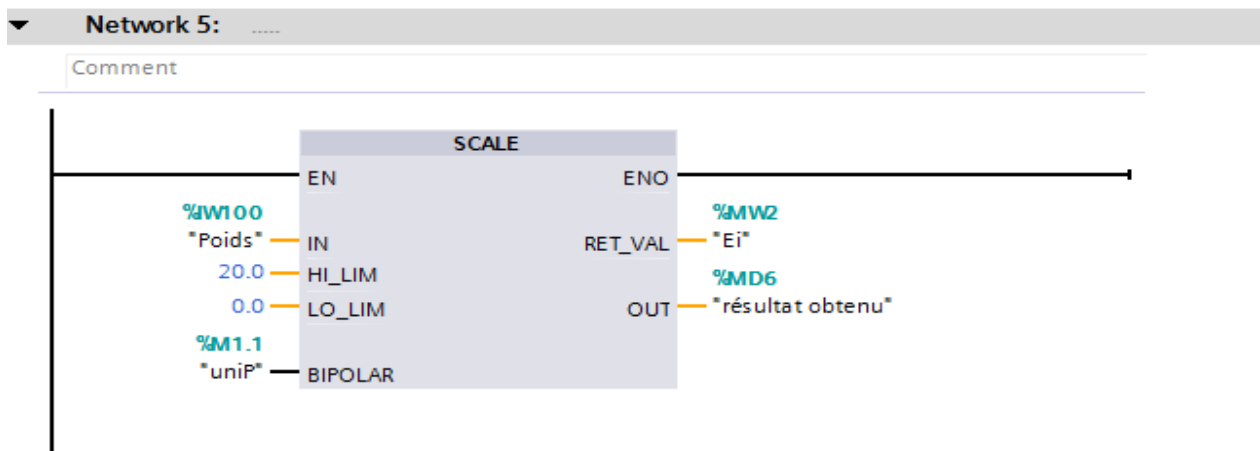 Network 5: .....
Comment
SCALE
EN ENO
%IW100 %MW2
"Poids" IN RET_VAL "Ei"
20.0 HI_LIM %MD6
0.0 LO_LIM OUT "résultat obtenu"
%M1.1
"uniP" BIPOLAR